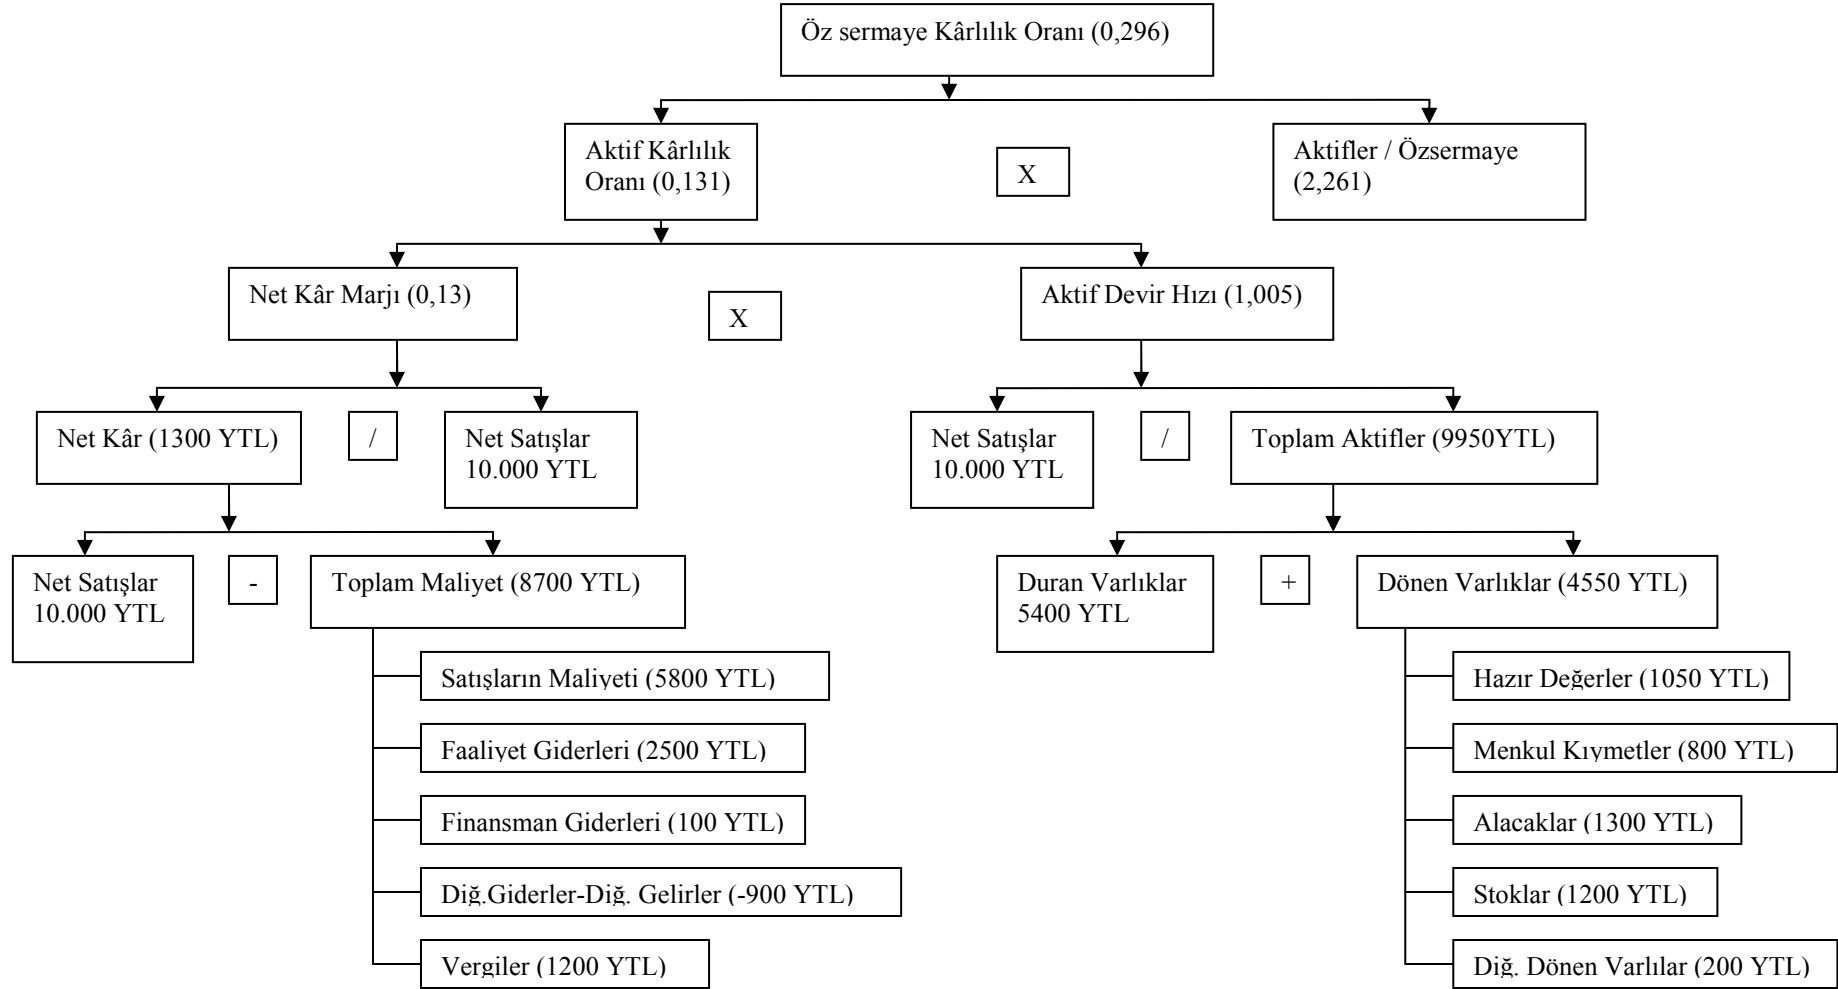 Öz sermaye Kârlılık Oranı (0,296)
Aktif Kârlılık
Oranı (0,131)
X
Aktifler / Özsermaye
(2,261)
Net Kâr Marjı (0,13)
X
Aktif Devir Hızı (1,005)
Net Kâr (1300 YTL)
/
Net Satışlar
10.000 YTL
Net Satışlar
10.000 YTL
/
Toplam Aktifler (9950YTL)
Net Satışlar
10.000 YTL
-
Toplam Maliyet (8700 YTL)
Duran Varlıklar
5400 YTL
+
Dönen Varlıklar (4550 YTL)
Satışların Maliyeti (5800 YTL)
Faaliyet Giderleri (2500 YTL)
Finansman Giderleri (100 YTL)
Diğ.Giderler-Diğ. Gelirler (-900 YTL)
Vergiler (1200 YTL)
Hazır Değerler (1050 YTL)
Menkul Kıymetler (800 YTL)
Alacaklar (1300 YTL)
Stoklar (1200 YTL)
Diğ. Dönen Varlılar (200 YTL)